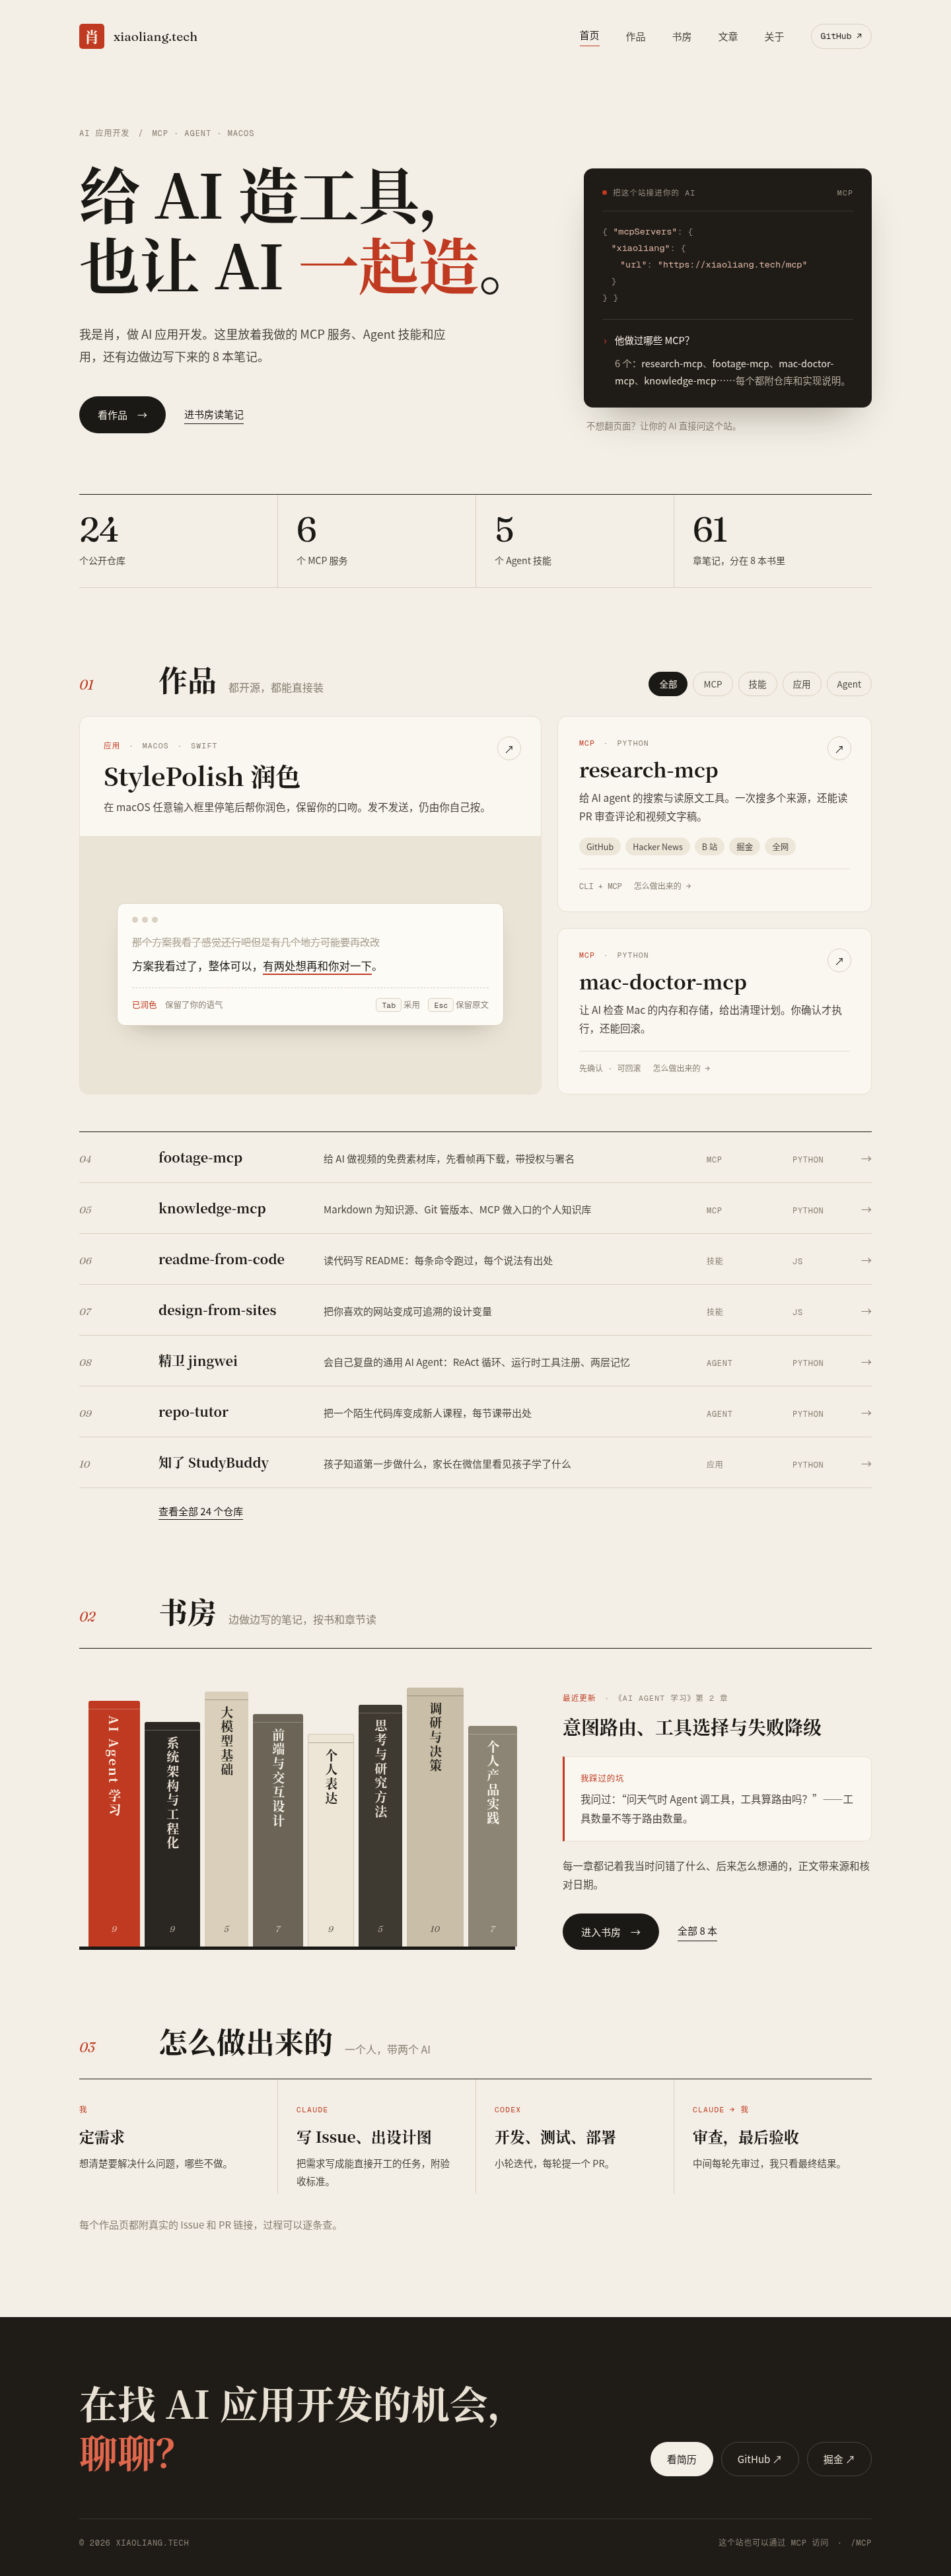 肖 xiaoliang.tech
首页 作品 书房 文章 关于 GitHub ↗
AI 应用开发 / MCP · AGENT · MACOS
给 AI 造工具，
也让 AI 一起造。
我是肖，做 AI 应用开发。这里放着我做的 MCP 服务、Agent 技能和应
用，还有边做边写下来的 8 本笔记。
看作品 →
进书房读笔记
把这个站接进你的 AI MCP
{ "mcpServers": {
"xiaoliang": {
"url": "https://xiaoliang.tech/mcp"
}
} }
› 他做过哪些 MCP？
6 个：research-mcp、footage-mcp、mac-doctor-
mcp、knowledge-mcp……每个都附仓库和实现说明。
不想翻页面？让你的 AI 直接问这个站。
24
个公开仓库
6
个 MCP 服务
5
个 Agent 技能
61
章笔记，分在 8 本书里
01 作品 都开源，都能直接装
全部 MCP 技能 应用 Agent
应用 · MACOS · SWIFT
↗
StylePolish 润色
在 macOS 任意输入框里停笔后帮你润色，保留你的口吻。发不发送，仍由你自己按。
那个方案我看了感觉还行吧但是有几个地方可能要再改改
方案我看过了，整体可以，有两处想再和你对一下。
已润色 保留了你的语气 Tab 采用 Esc 保留原文
MCP · PYTHON
↗
research-mcp
给 AI agent 的搜索与读原文工具。一次搜多个来源，还能读
PR 审查评论和视频文字稿。
GitHub Hacker News B 站 掘金 全网
CLI + MCP 怎么做出来的 →
MCP · PYTHON
↗
mac-doctor-mcp
让 AI 检查 Mac 的内存和存储，给出清理计划。你确认才执
行，还能回滚。
先确认 · 可回滚 怎么做出来的 →
04 footage-mcp 给 AI 做视频的免费素材库，先看帧再下载，带授权与署名 MCP PYTHON →
05 knowledge-mcp Markdown 为知识源、Git 管版本、MCP 做入口的个人知识库 MCP PYTHON →
06 readme-from-code 读代码写 README：每条命令跑过，每个说法有出处 技能 JS →
07 design-from-sites 把你喜欢的网站变成可追溯的设计变量 技能 JS →
08 精卫 jingwei 会自己复盘的通用 AI Agent：ReAct 循环、运行时工具注册、两层记忆 AGENT PYTHON →
09 repo-tutor 把一个陌生代码库变成新人课程，每节课带出处 AGENT PYTHON →
10 知了 StudyBuddy 孩子知道第一步做什么，家长在微信里看见孩子学了什么 应用 PYTHON →
查看全部 24 个仓库
02 书房 边做边写的笔记，按书和章节读
AI Agent 学习
9
系统架构与工程化
9
大模型基础
5
前端与交互设计
7
个人表达
9
思考与研究方法
5
调研与决策
10
个人产品实践
7
最近更新 · 《AI AGENT 学习》第 2 章
意图路由、工具选择与失败降级
我踩过的坑
我问过：“问天气时 Agent 调工具，工具算路由吗？”——工
具数量不等于路由数量。
每一章都记着我当时问错了什么、后来怎么想通的，正文带来源和核
对日期。
进入书房 →
全部 8 本
03 怎么做出来的 一个人，带两个 AI
我
定需求
想清楚要解决什么问题，哪些不做。
CLAUDE
写 Issue、出设计图
把需求写成能直接开工的任务，附验
收标准。
CODEX
开发、测试、部署
小轮迭代，每轮提一个 PR。
CLAUDE → 我
审查，最后验收
中间每轮先审过，我只看最终结果。
每个作品页都附真实的 Issue 和 PR 链接，过程可以逐条查。
在找 AI 应用开发的机会，
聊聊？
看简历 GitHub ↗ 掘金 ↗
© 2026 XIAOLIANG.TECH
这个站也可以通过 MCP 访问 · /MCP